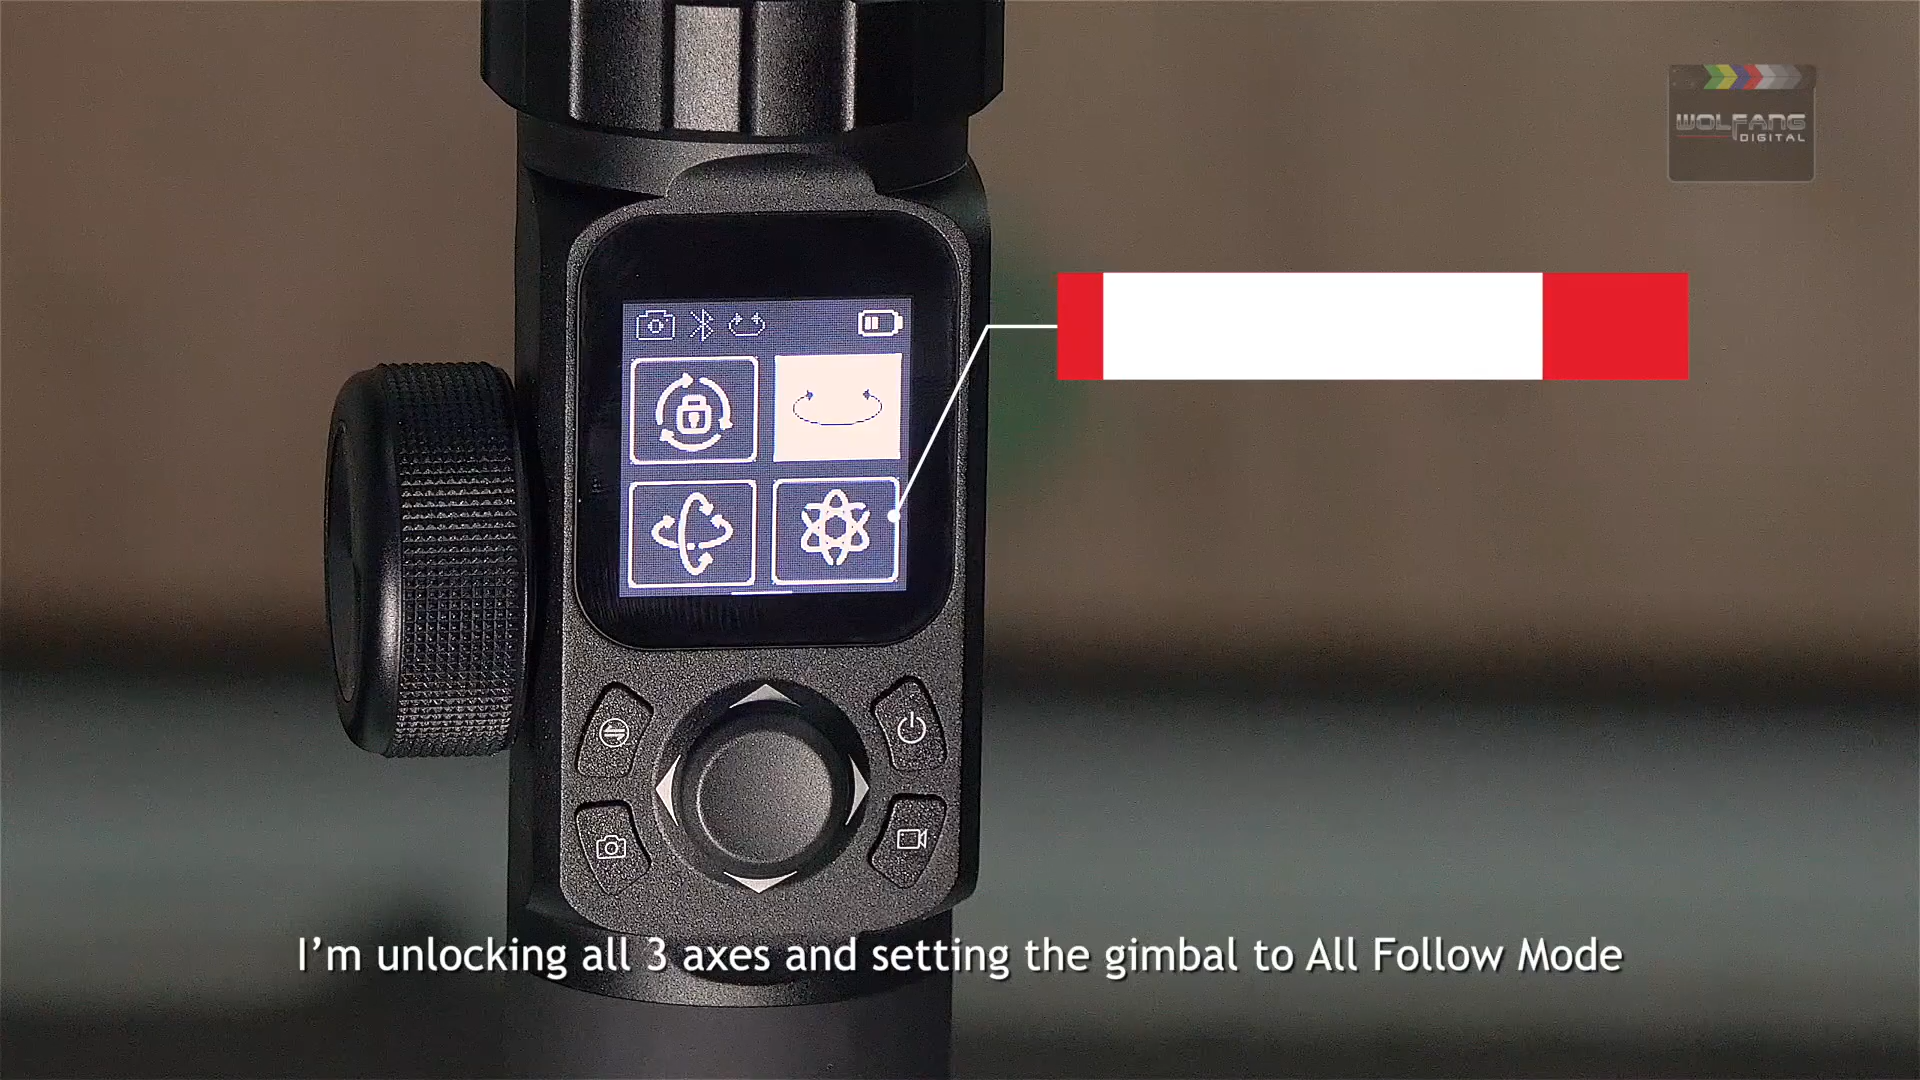 WOLFANG
DIGITAL
I’m unlocking all 3 axes and setting the gimbal to All Follow Mode